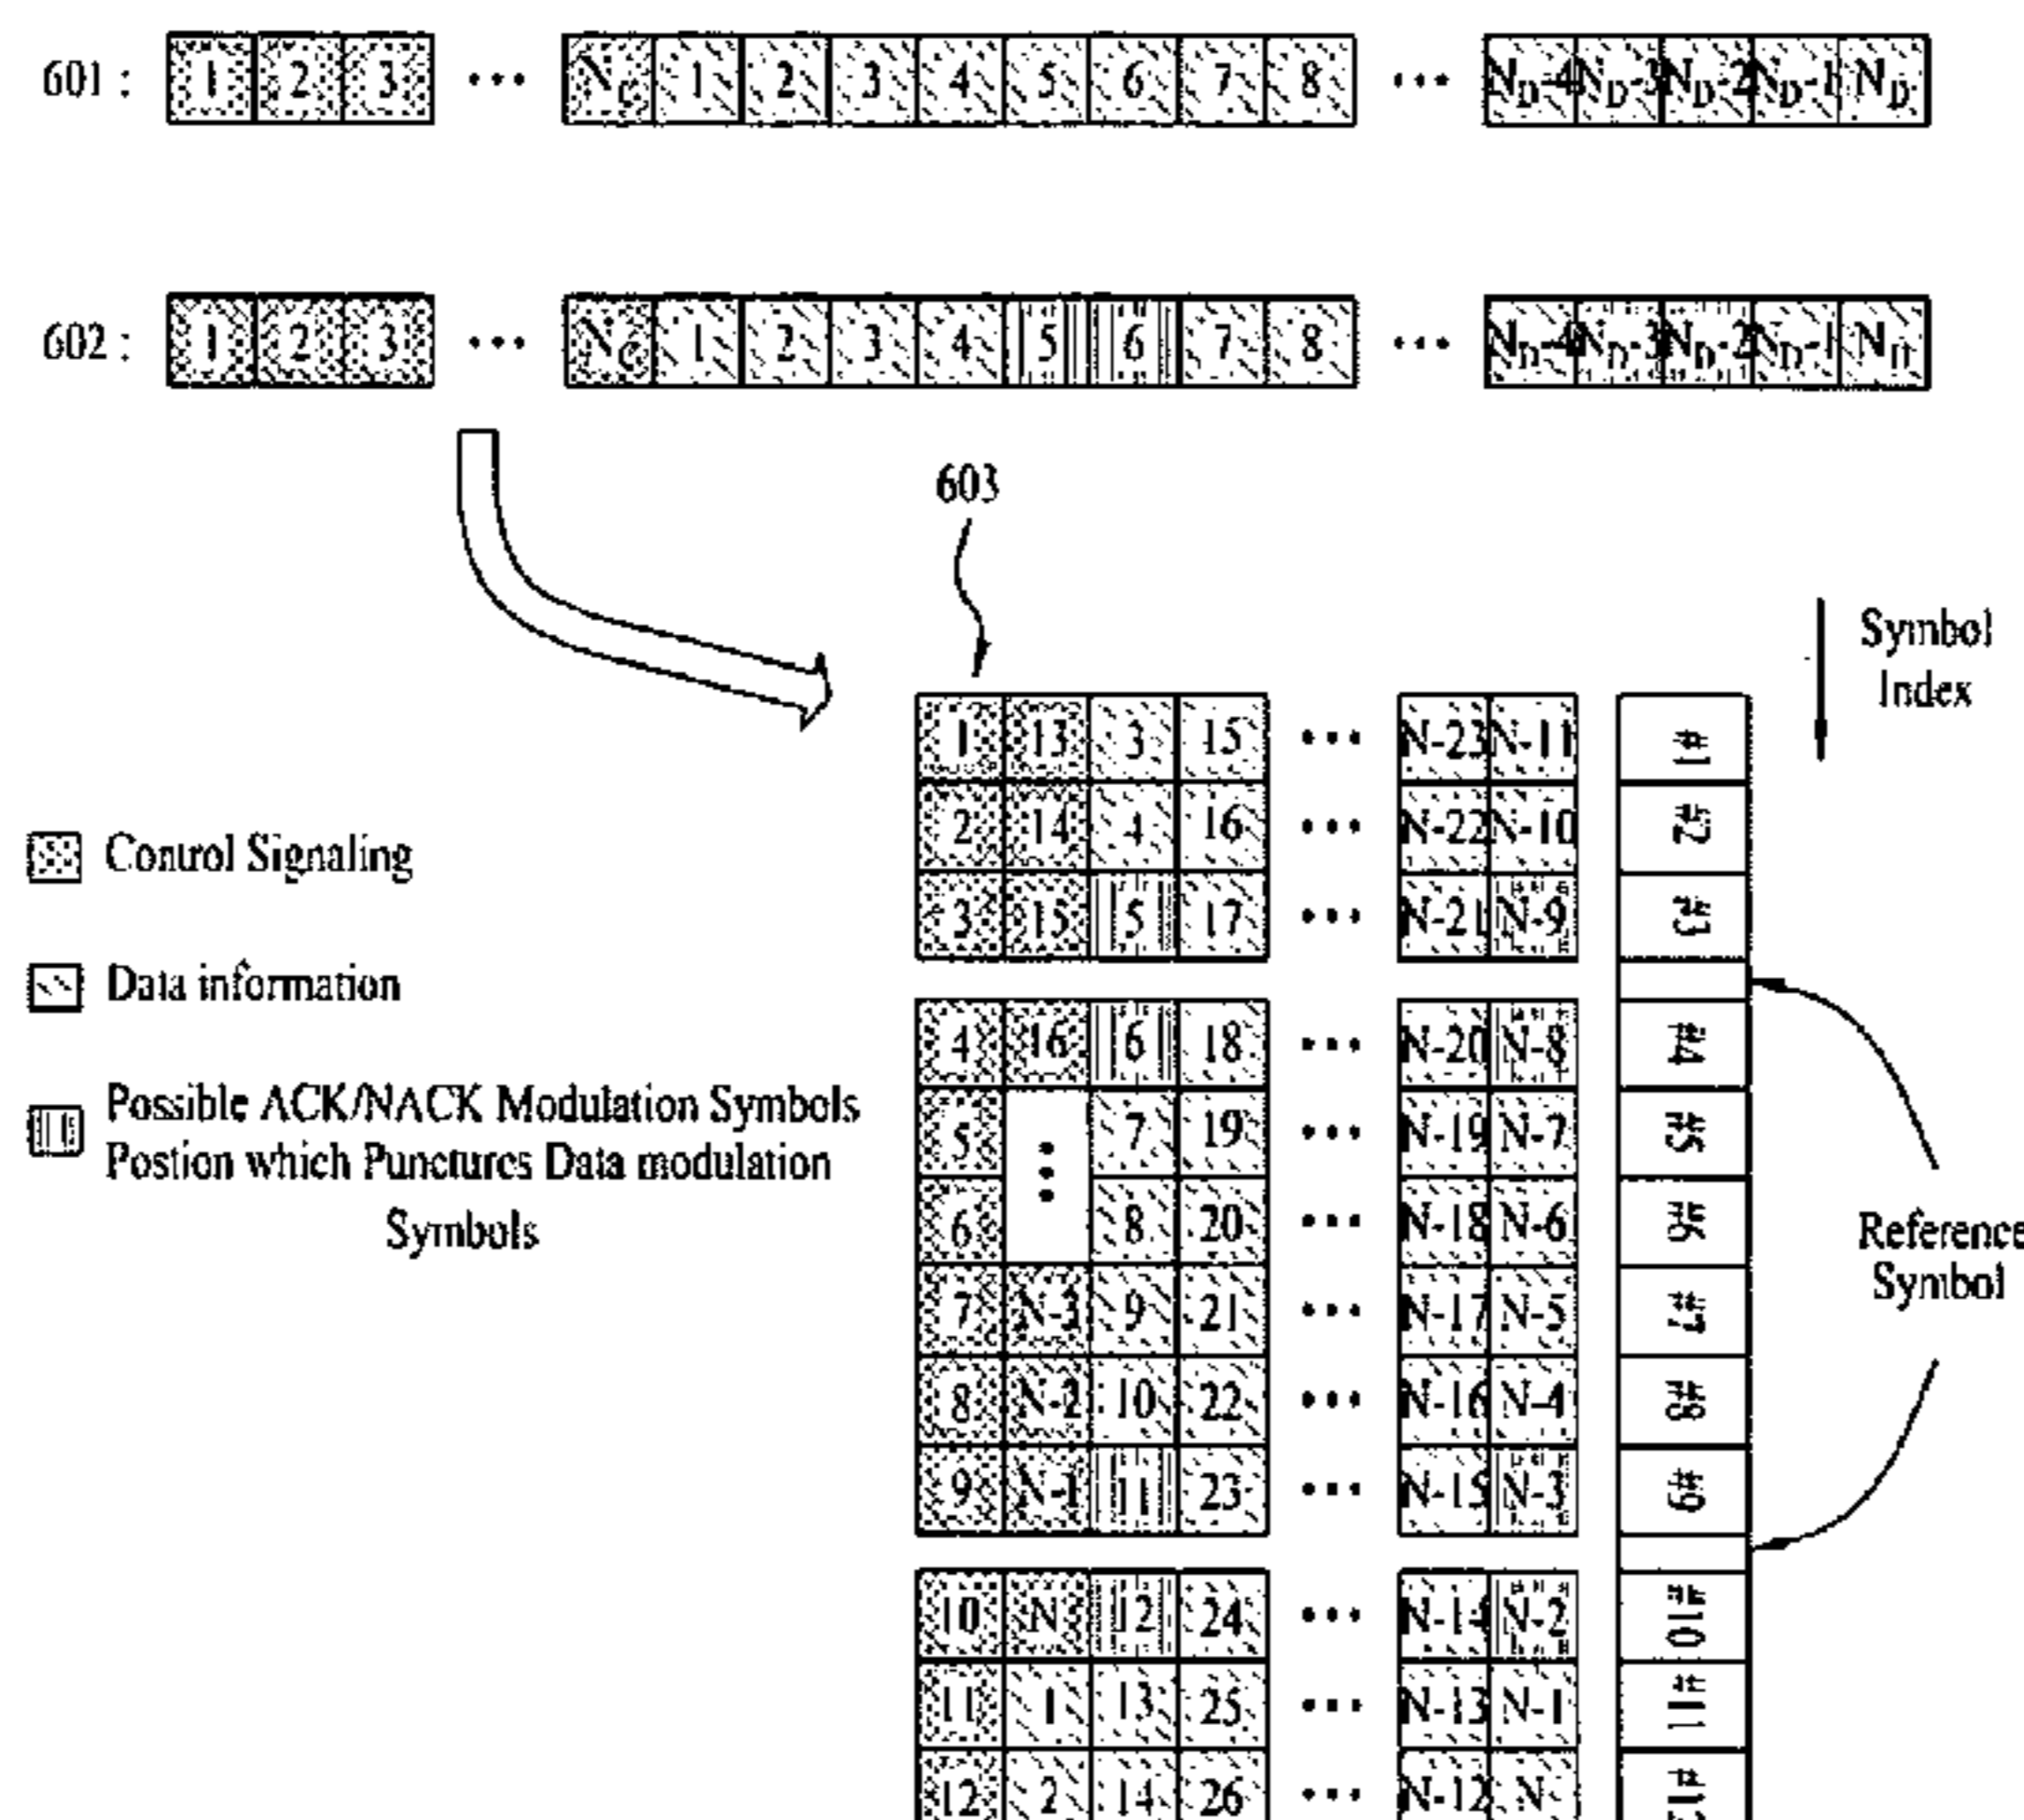 601 : 1 2 3 ••• N_C 1 2 3 4 5 6 7 8 ••• N_D-4 N_D-3 N_D-2 N_D-1 N_D
602 : 1 2 3 ••• N_C 1 2 3 4 5 6 7 8 ••• N_D-4 N_D-3 N_D-2 N_D-1 N_D
603
Symbol
Index
1 13 3 15 ••• N-23 N-11 #1
2 14 4 16 ••• N-22 N-10 #2
3 15 5 17 ••• N-21 N-9 #3
4 16 6 18 ••• N-20 N-8 #4
5 7 19 ••• N-19 N-7 #5
6 8 20 ••• N-18 N-6 #6
7 N-3 9 21 ••• N-17 N-5 #7
8 N-2 10 22 ••• N-16 N-4 #8
9 N-1 11 23 ••• N-15 N-3 #9
10 N 12 24 ••• N-14 N-2 #10
11 1 13 25 ••• N-13 N-1 #11
12 2 14 26 ••• N-12 N #12
Control Signaling
Data information
Possible ACK/NACK Modulation Symbols
Postion which Punctures Data modulation
Symbols
Reference
Symbol